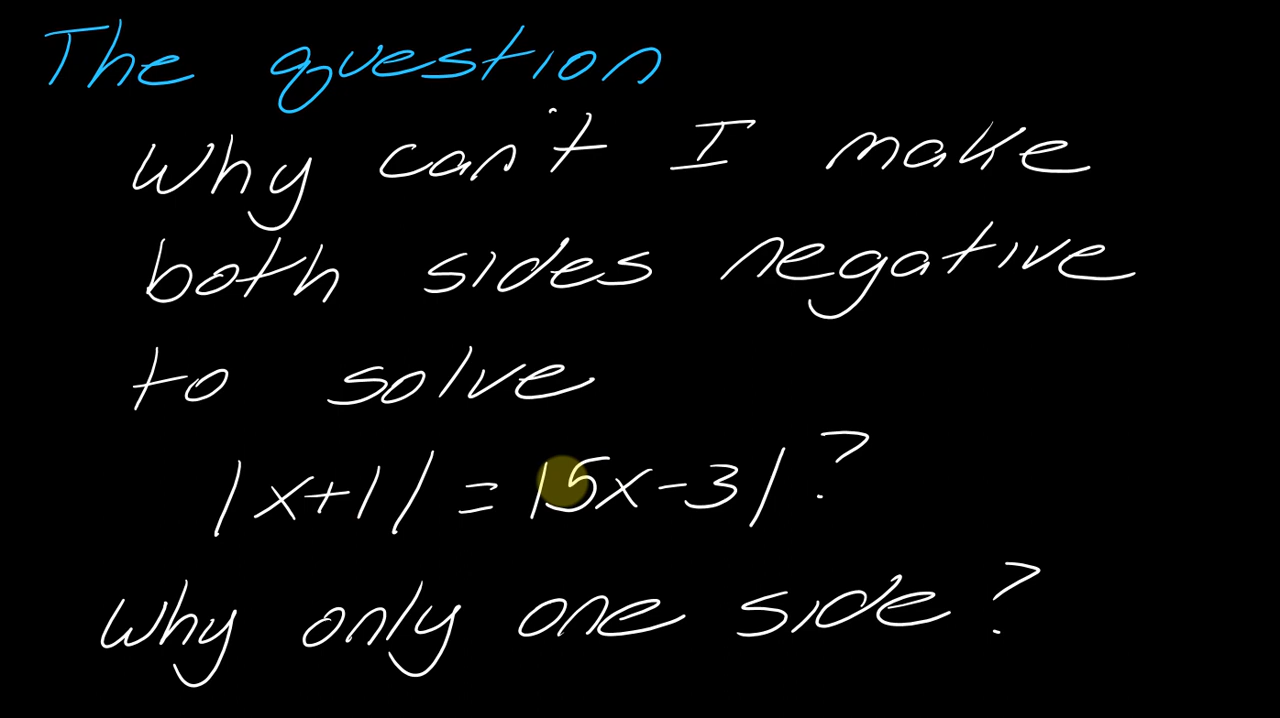 The question
Why can't I make
both sides negative
to solve
|x+1| = |5x-3|?
Why only one side?